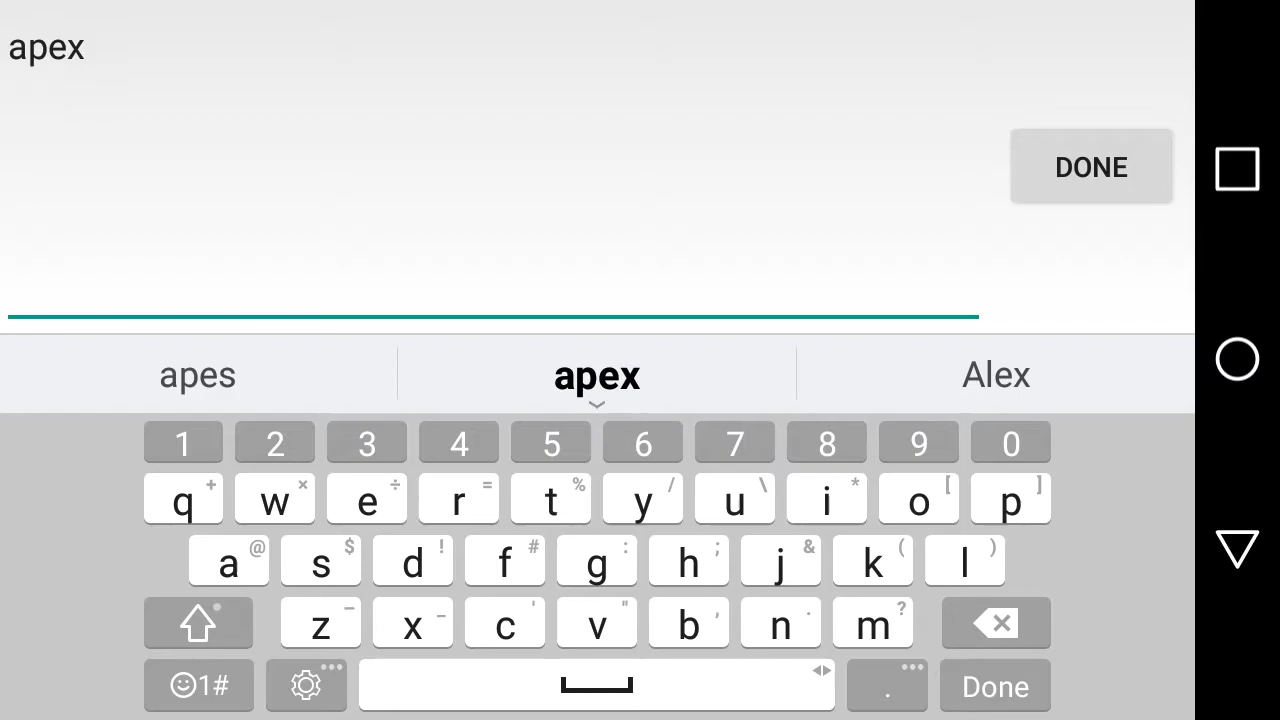 apex
DONE
apes apex Alex
1 2 3 4 5 6 7 8 9 0
q + w × e ÷ r = t % y / u \ i * o [ p ]
a @ s $ d ! f # g : h ; j & k ( l )
z – x _ c ' v " b , n . m ?
1# . Done